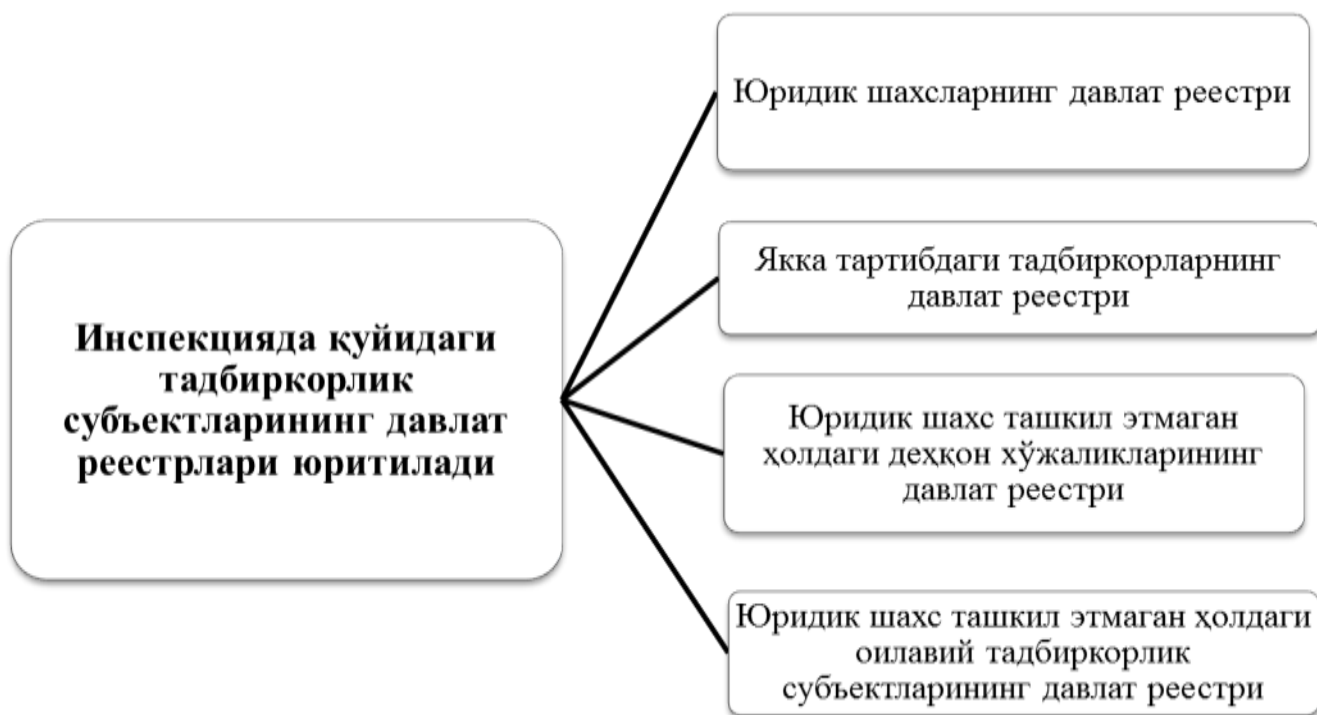 Инспекцияда қуйидаги
тадбиркорлик
субъектларининг давлат
реестрлари юритилади
Юридик шахсларнинг давлат реестри
Якка тартибдаги тадбиркорларнинг
давлат реестри
Юридик шахс ташкил этмаган
ҳолдаги деҳқон хўжаликларининг
давлат реестри
Юридик шахс ташкил этмаган ҳолдаги
оилавий тадбиркорлик
субъектларининг давлат реестри